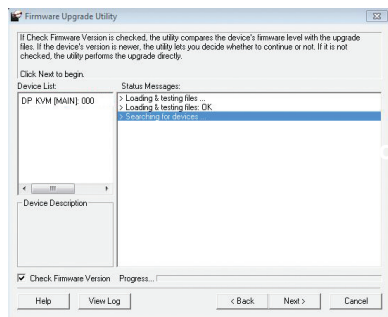 Firmware Upgrade Utility
If Check Firmware Version is checked, the utility compares the device's firmware level with the upgrade
files. If the device's version is newer, the utility lets you decide whether to continue or not. If it is not
checked, the utility performs the upgrade directly.
Click Next to begin.
Device List:
Status Messages:
DP KVM [MAIN]: 000
> Loading & testing files ...
> Loading & testing files: OK
> Searching for devices ...
Device Description
Check Firmware Version
Progress...
Help
View Log
< Back
Next >
Cancel